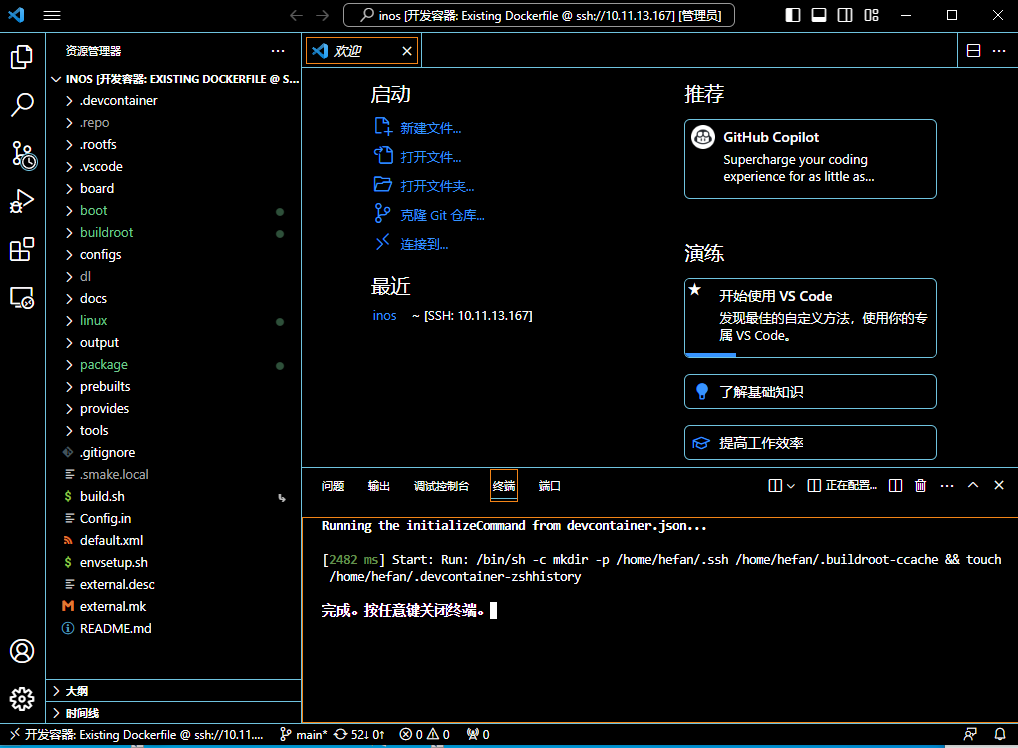 inos [开发容器: Existing Dockerfile @ ssh://10.11.13.167] [管理员]
资源管理器
INOS [开发容器: EXISTING DOCKERFILE @ S...
.devcontainer
.repo
.rootfs
.vscode
board
boot
buildroot
configs
dl
docs
linux
output
package
prebuilts
provides
tools
.gitignore
.smake.local
build.sh
Config.in
default.xml
envsetup.sh
external.desc
external.mk
README.md
大纲
时间线
欢迎
启动
新建文件...
打开文件...
打开文件夹...
克隆 Git 仓库...
连接到...
最近
inos ~ [SSH: 10.11.13.167]
推荐
GitHub Copilot
Supercharge your coding
experience for as little as...
演练
开始使用 VS Code
发现最佳的自定义方法，使用你的专
属 VS Code。
了解基础知识
提高工作效率
问题 输出 调试控制台 终端 端口 正在配置...
Running the initializeCommand from devcontainer.json...
[2482 ms] Start: Run: /bin/sh -c mkdir -p /home/hefan/.ssh /home/hefan/.buildroot-ccache && touch
/home/hefan/.devcontainer-zshhistory
完成。按任意键关闭终端。
开发容器: Existing Dockerfile @ ssh://10.11.... main* 52↓ 0↑ 0 0 0